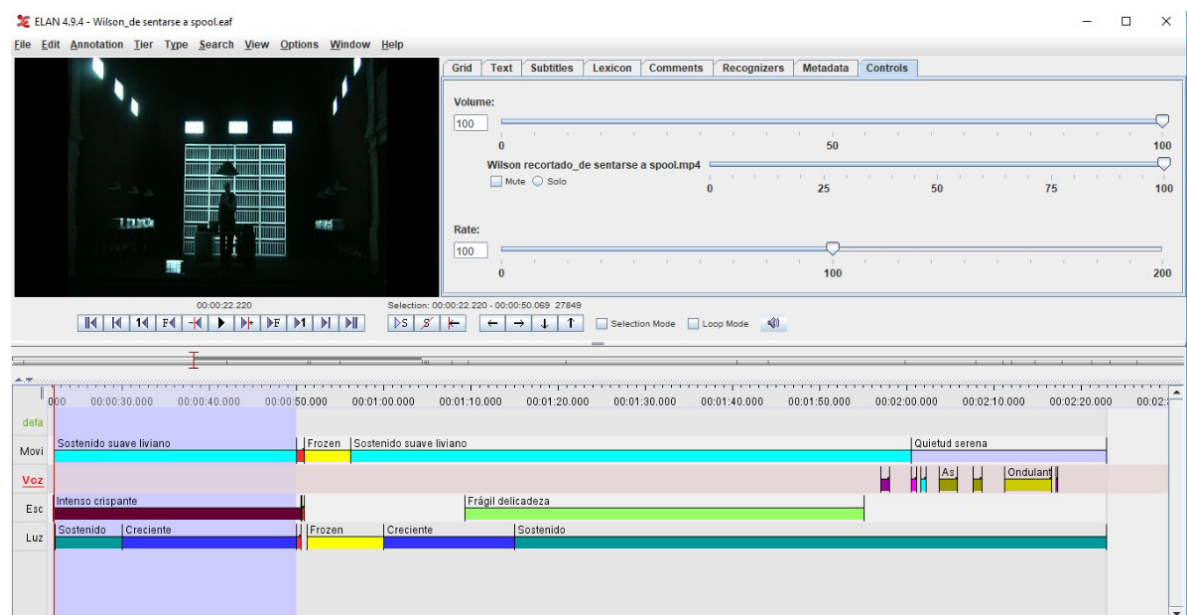 ELAN 4.9.4 - Wilson_de sentarse a spool.eaf
File Edit Annotation Tier Type Search View Options Window Help
Grid Text Subtitles Lexicon Comments Recognizers Metadata Controls
Volume:
100
0 50 100
Wilson recortado_de sentarse a spool.mp4
Mute Solo
0 25 50 75 100
Rate:
100
0 100 200
00:00:22.220
Selection: 00:00:22.220 - 00:00:50.069 27849
Selection Mode Loop Mode
000 00:00:30.000 00:00:40.000 00:00:50.000 00:01:00.000 00:01:10.000 00:01:20.000 00:01:30.000 00:01:40.000 00:01:50.000 00:02:00.000 00:02:10.000 00:02:20.000 00:02:
defa
Movi Sostenido suave liviano Frozen Sostenido suave liviano Quietud serena
Voz As Ondulant
Esc Intenso crispante Frágil delicadeza
Luz Sostenido Creciente Frozen Creciente Sostenido